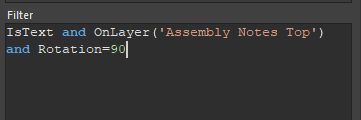 Filter
IsText and OnLayer('Assembly Notes Top')
and Rotation=90